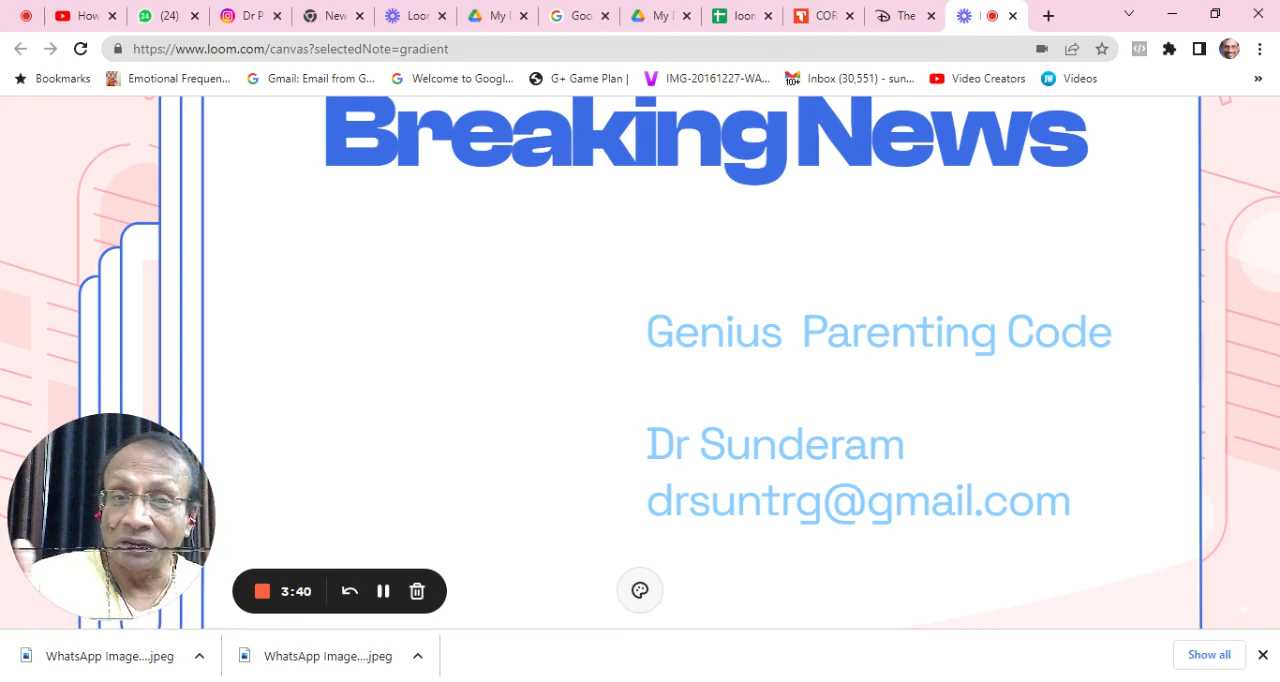 How
(24)
Dr P
New
Loor
My I
Goo
My I
loor
COR
The
https://www.loom.com/canvas?selectedNote=gradient
Bookmarks
Emotional Frequen...
Gmail: Email from G...
Welcome to Googl...
G+ Game Plan |
IMG-20161227-WA...
Inbox (30,551) - sun...
Video Creators
Videos
»
Breaking News
Genius Parenting Code
Dr Sunderam
drsuntrg@gmail.com
3:40
WhatsApp Image....jpeg
WhatsApp Image....jpeg
Show all